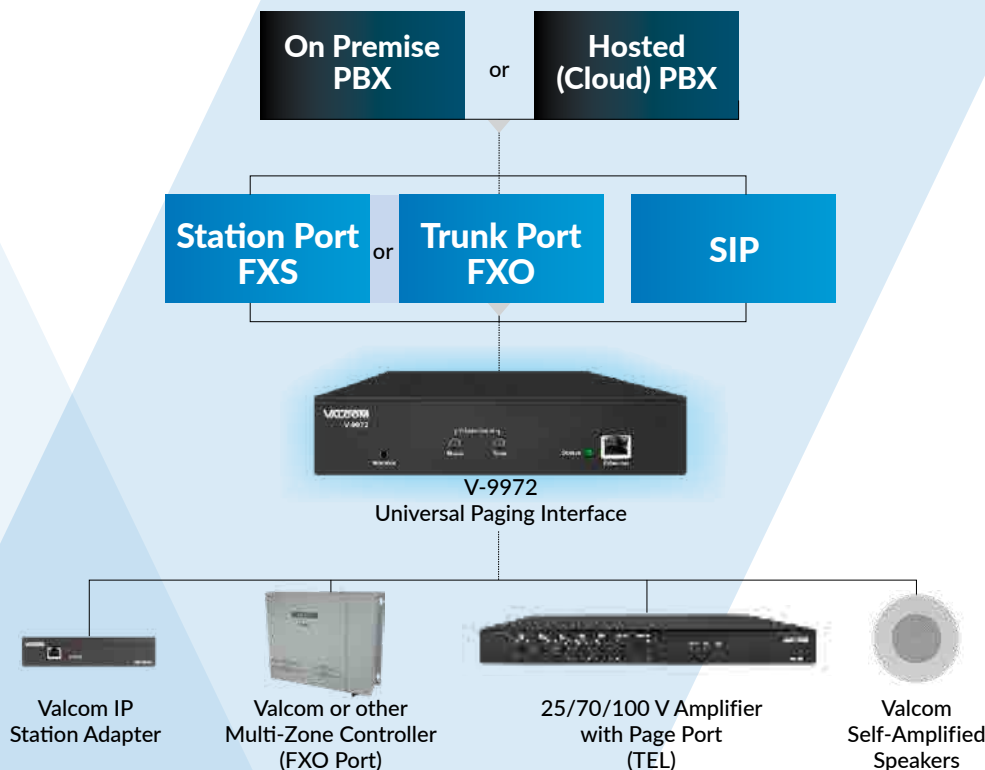 On Premise
PBX
or
Hosted
(Cloud) PBX
Station Port
FXS
or
Trunk Port
FXO
SIP
VALCOM
V-9972
Status
Ethernet
V-9972
Universal Paging Interface
Valcom IP
Station Adapter
Valcom or other
Multi-Zone Controller
(FXO Port)
25/70/100 V Amplifier
with Page Port
(TEL)
Valcom
Self-Amplified
Speakers